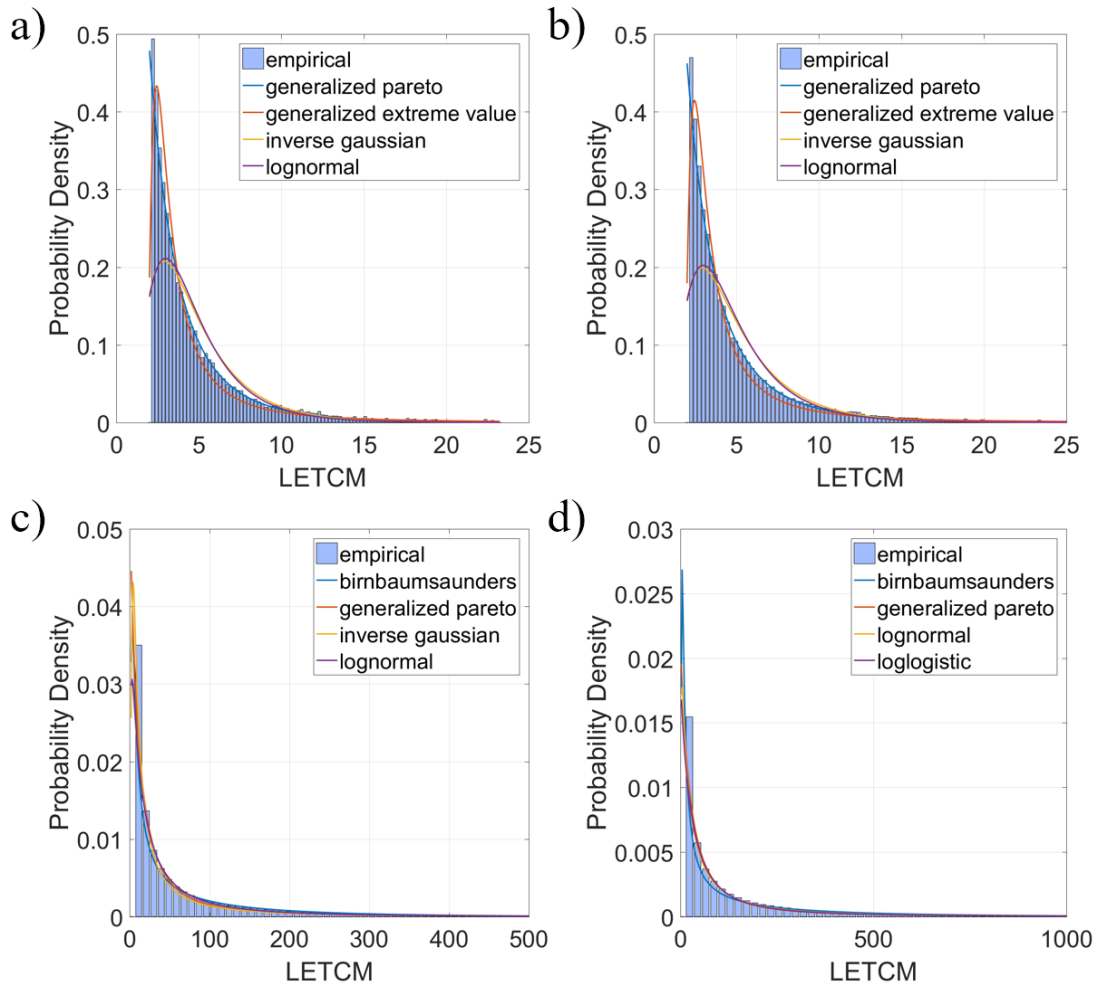 a)
0.5
0.4
0.3
0.2
0.1
0
0 5 10 15 20 25
Probability Density
LETCM
empirical
generalized pareto
generalized extreme value
inverse gaussian
lognormal
b)
0.5
0.4
0.3
0.2
0.1
0
0 5 10 15 20 25
Probability Density
LETCM
empirical
generalized pareto
generalized extreme value
inverse gaussian
lognormal
c)
0.05
0.04
0.03
0.02
0.01
0
0 100 200 300 400 500
Probability Density
LETCM
empirical
birnbaumsaunders
generalized pareto
inverse gaussian
lognormal
d)
0.03
0.025
0.02
0.015
0.01
0.005
0
0 500 1000
Probability Density
LETCM
empirical
birnbaumsaunders
generalized pareto
lognormal
loglogistic